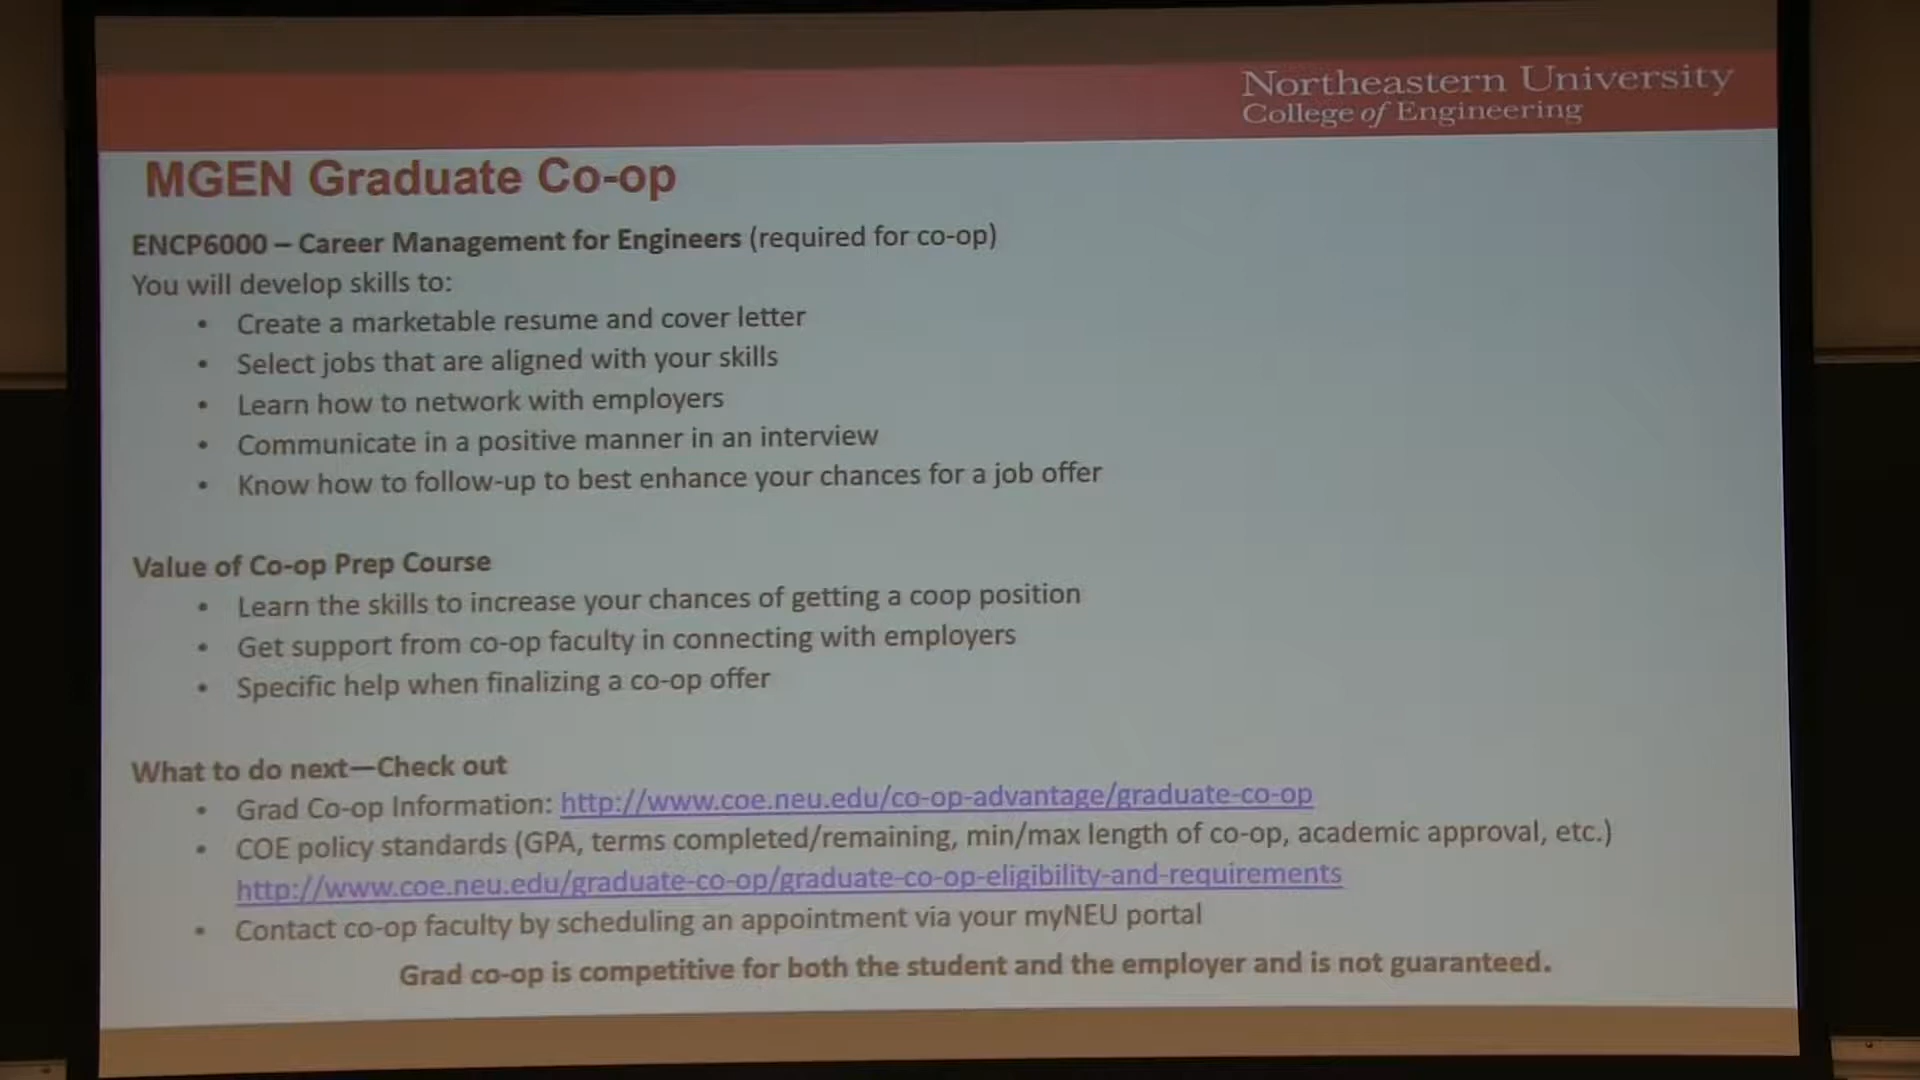 Northeastern University
College of Engineering
MGEN Graduate Co-op
ENCP6000 – Career Management for Engineers (required for co-op)
You will develop skills to:
• Create a marketable resume and cover letter
• Select jobs that are aligned with your skills
• Learn how to network with employers
• Communicate in a positive manner in an interview
• Know how to follow-up to best enhance your chances for a job offer
Value of Co-op Prep Course
• Learn the skills to increase your chances of getting a coop position
• Get support from co-op faculty in connecting with employers
• Specific help when finalizing a co-op offer
What to do next—Check out
• Grad Co-op Information: http://www.coe.neu.edu/co-op-advantage/graduate-co-op
• COE policy standards (GPA, terms completed/remaining, min/max length of co-op, academic approval, etc.)
http://www.coe.neu.edu/graduate-co-op/graduate-co-op-eligibility-and-requirements
• Contact co-op faculty by scheduling an appointment via your myNEU portal
Grad co-op is competitive for both the student and the employer and is not guaranteed.